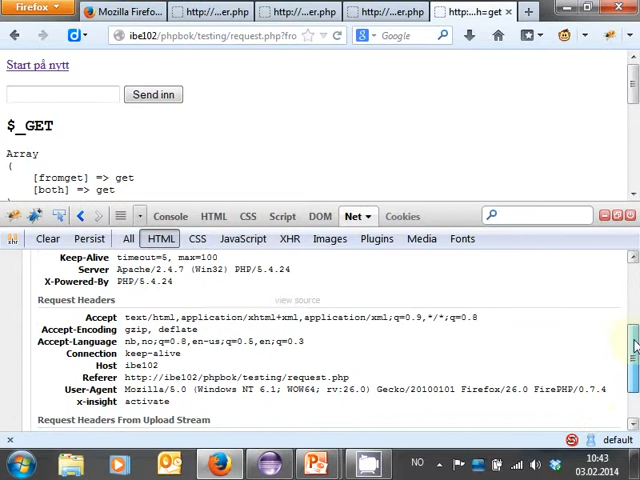 Firefox
Mozilla Firefo...
http://...er.php
http://...er.php
http://...er.php
http:...h=get
ibe102/phpbok/testing/request.php?fro
Google
Start på nytt
Send inn
$_GET
Array
(
[fromget] => get
[both] => get
Console
HTML
CSS
Script
DOM
Net
Cookies
Clear
Persist
All
HTML
CSS
JavaScript
XHR
Images
Plugins
Media
Fonts
Keep-Alive timeout=5, max=100
Server Apache/2.4.7 (Win32) PHP/5.4.24
X-Powered-By PHP/5.4.24
Request Headers view source
Accept text/html,application/xhtml+xml,application/xml;q=0.9,*/*;q=0.8
Accept-Encoding gzip, deflate
Accept-Language nb,no;q=0.8,en-us;q=0.5,en;q=0.3
Connection keep-alive
Host ibe102
Referer http://ibe102/phpbok/testing/request.php
User-Agent Mozilla/5.0 (Windows NT 6.1; WOW64; rv:26.0) Gecko/20100101 Firefox/26.0 FirePHP/0.7.4
x-insight activate
Request Headers From Upload Stream
default
NO
10:43
03.02.2014